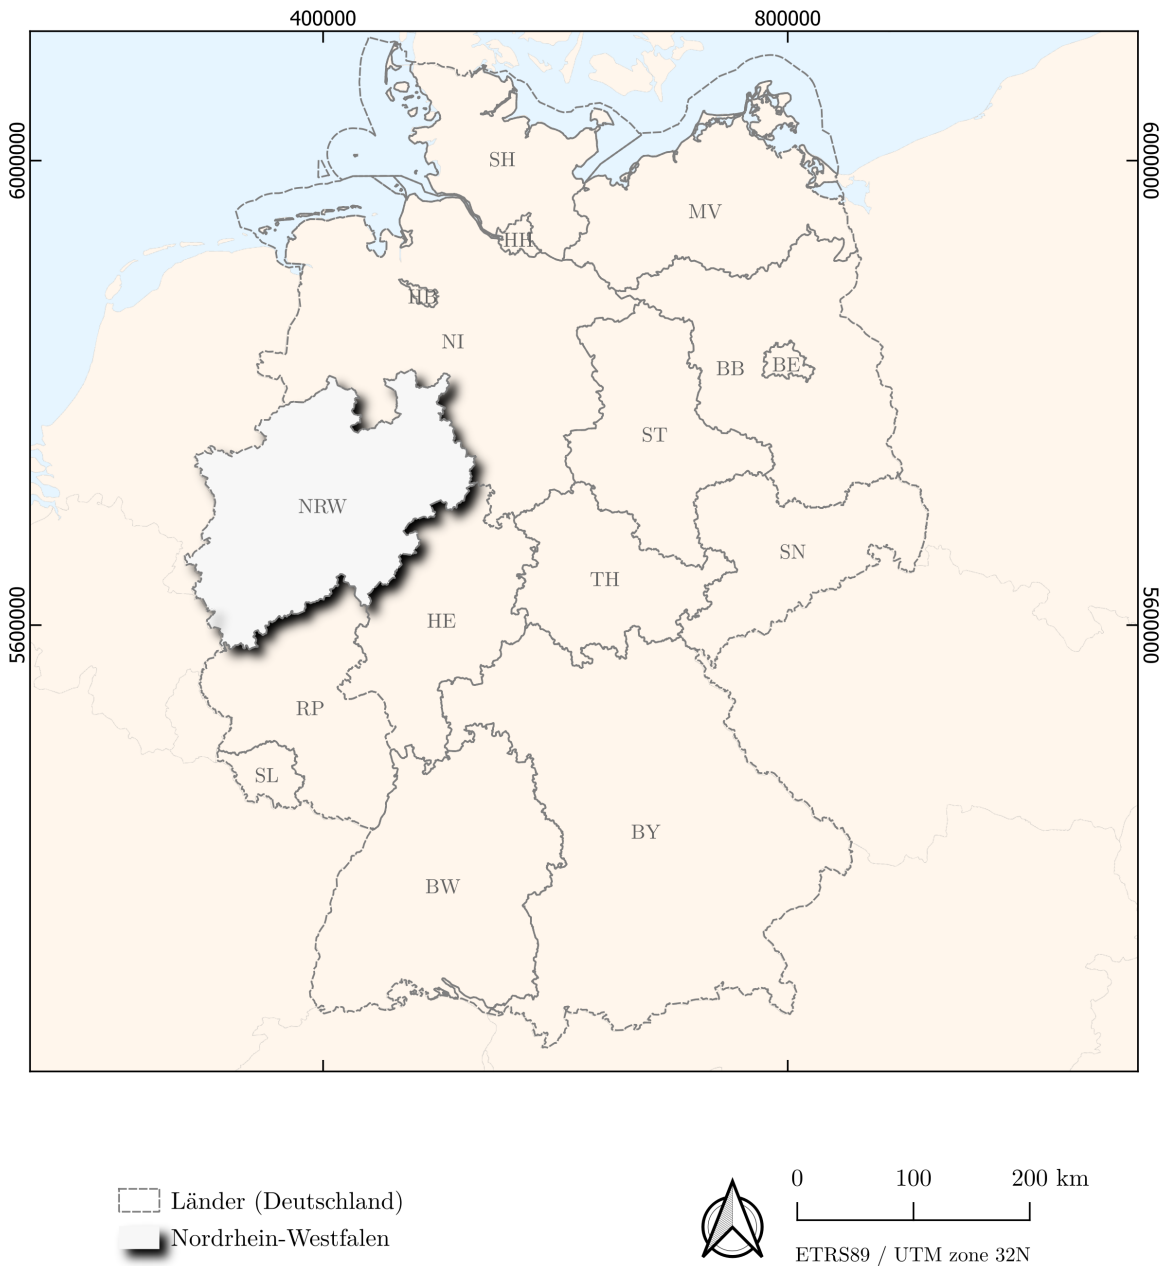 400000 800000
6000000 6000000
SH
MV
HH
HB
NI
BB BE
ST
NRW
SN
TH
5600000 HE 5600000
RP
SL
BY
BW
0 100 200 km
Länder (Deutschland)
Nordrhein-Westfalen
ETRS89 / UTM zone 32N